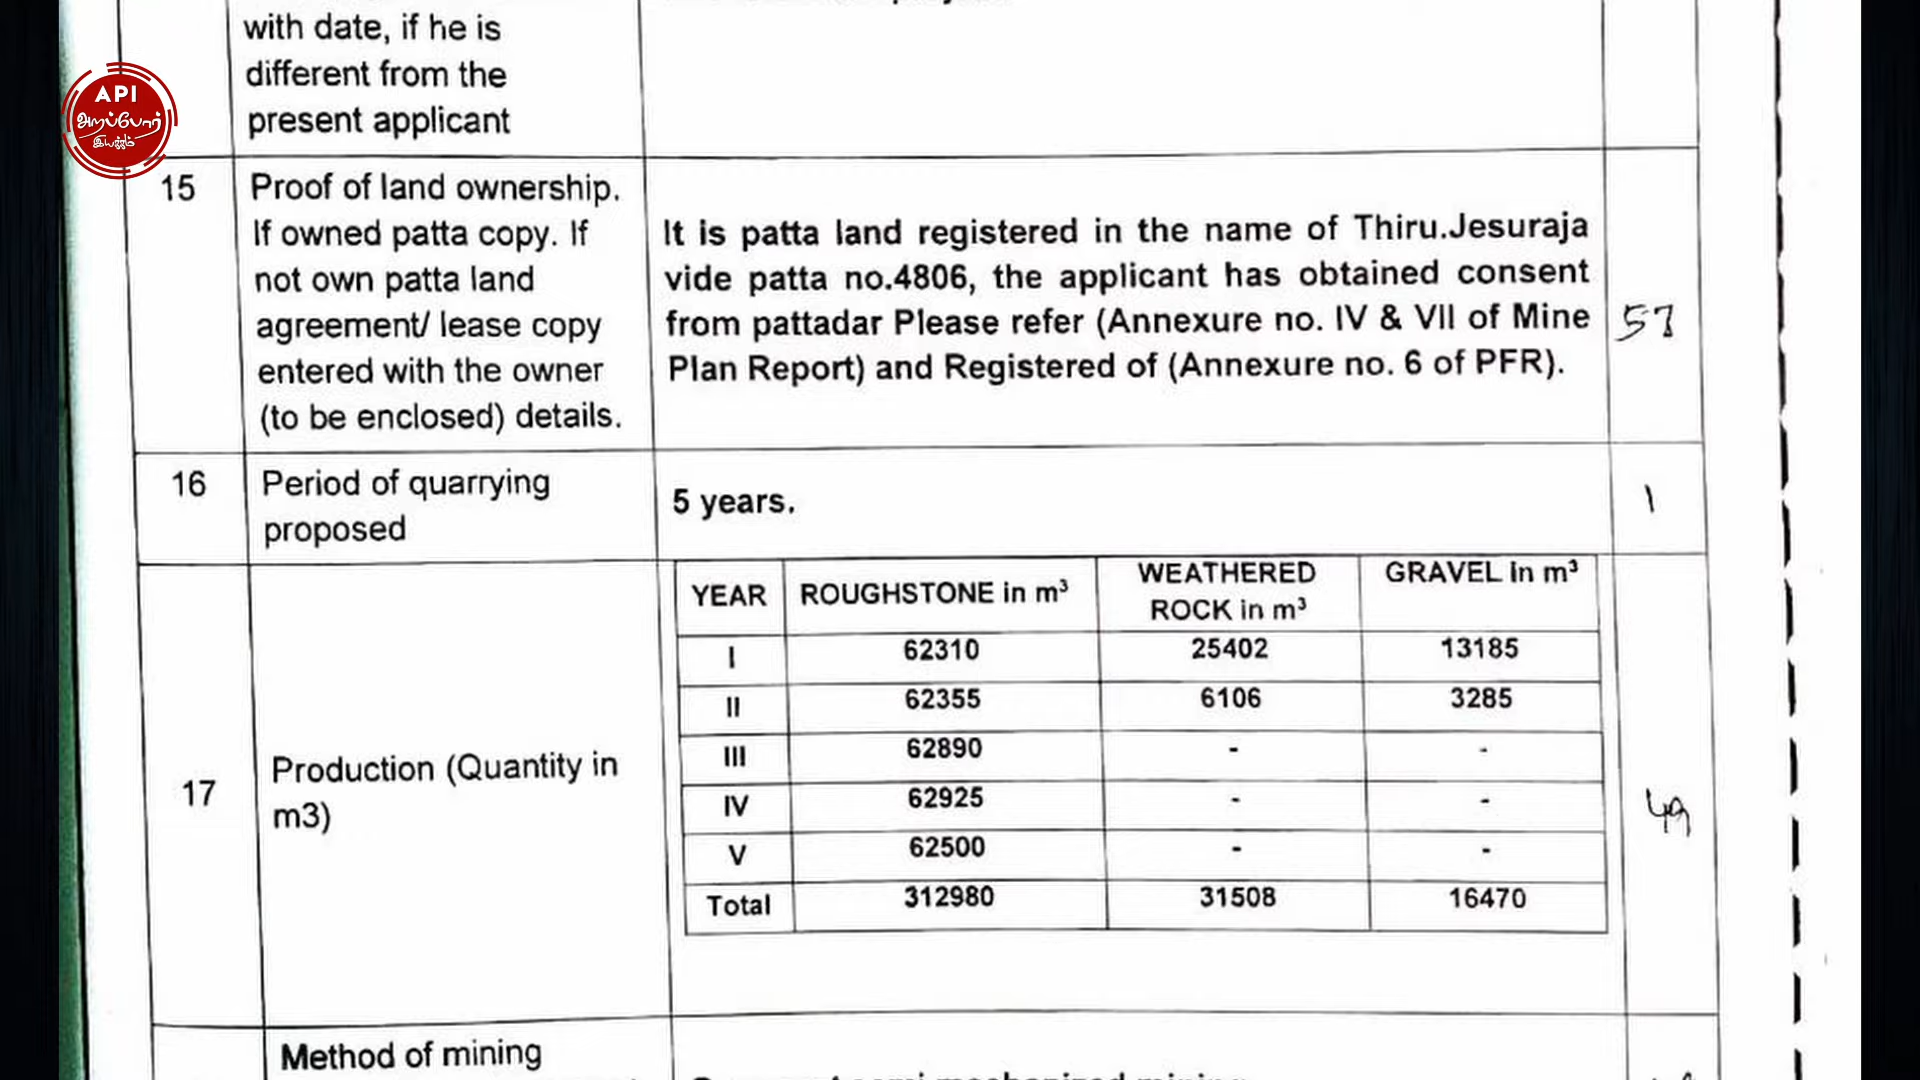 with date, if he is
different from the
present applicant
API
அறப்போர்
இயக்கம்
15
Proof of land ownership.
If owned patta copy. If
not own patta land
agreement/ lease copy
entered with the owner
(to be enclosed) details.
It is patta land registered in the name of Thiru.Jesuraja
vide patta no.4806, the applicant has obtained consent
from pattadar Please refer (Annexure no. IV & VII of Mine
Plan Report) and Registered of (Annexure no. 6 of PFR).
57
16
Period of quarrying
proposed
5 years.
1
17
Production (Quantity in
m3)
YEAR ROUGHSTONE in m³ WEATHERED ROCK in m³ GRAVEL in m³
I 62310 25402 13185
II 62355 6106 3285
III 62890 - -
IV 62925 - -
V 62500 - -
Total 312980 31508 16470
49
Method of mining